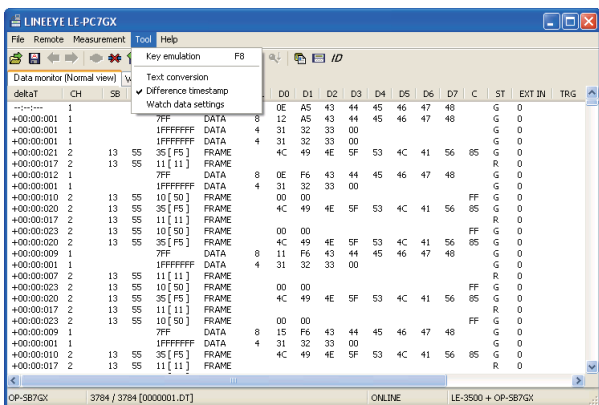 LINEEYE LE-PC7GX
File Remote Measurement Tool Help
Key emulation F8
Text conversion
Difference timestamp
Watch data settings
ID
Data monitor (Normal view)
deltaT CH SB D0 D1 D2 D3 D4 D5 D6 D7 C ST EXT IN TRG
--:--:--- 1 0E A5 43 44 45 46 47 48 G 0
+00:00:001 1 7FF DATA 8 12 A5 43 44 45 46 47 48 G 0
+00:00:001 1 1FFFFFFF DATA 4 31 32 33 00 G 0
+00:00:001 1 1FFFFFFF DATA 4 31 32 33 00 G 0
+00:00:021 2 13 55 35 [ F5 ] FRAME 4C 49 4E 5F 53 4C 41 56 85 G 0
+00:00:017 2 13 55 11 [ 11 ] FRAME R 0
+00:00:012 1 7FF DATA 8 0E F6 43 44 45 46 47 48 G 0
+00:00:001 1 1FFFFFFF DATA 4 31 32 33 00 G 0
+00:00:010 2 13 55 10 [ 50 ] FRAME 00 00 FF G 0
+00:00:020 2 13 55 35 [ F5 ] FRAME 4C 49 4E 5F 53 4C 41 56 85 G 0
+00:00:017 2 13 55 11 [ 11 ] FRAME R 0
+00:00:023 2 13 55 10 [ 50 ] FRAME 00 00 FF G 0
+00:00:020 2 13 55 35 [ F5 ] FRAME 4C 49 4E 5F 53 4C 41 56 85 G 0
+00:00:009 1 7FF DATA 8 11 F6 43 44 45 46 47 48 G 0
+00:00:001 1 1FFFFFFF DATA 4 31 32 33 00 G 0
+00:00:007 2 13 55 11 [ 11 ] FRAME R 0
+00:00:023 2 13 55 10 [ 50 ] FRAME 00 00 FF G 0
+00:00:020 2 13 55 35 [ F5 ] FRAME 4C 49 4E 5F 53 4C 41 56 85 G 0
+00:00:017 2 13 55 11 [ 11 ] FRAME R 0
+00:00:023 2 13 55 10 [ 50 ] FRAME 00 00 FF G 0
+00:00:009 1 7FF DATA 8 15 F6 43 44 45 46 47 48 G 0
+00:00:001 1 1FFFFFFF DATA 4 31 32 33 00 G 0
+00:00:010 2 13 55 35 [ F5 ] FRAME 4C 49 4E 5F 53 4C 41 56 85 G 0
+00:00:017 2 13 55 11 [ 11 ] FRAME R 0
OP-SB7GX 3784 / 3784 [0000001.DT] ONLINE LE-3500 + OP-SB7GX